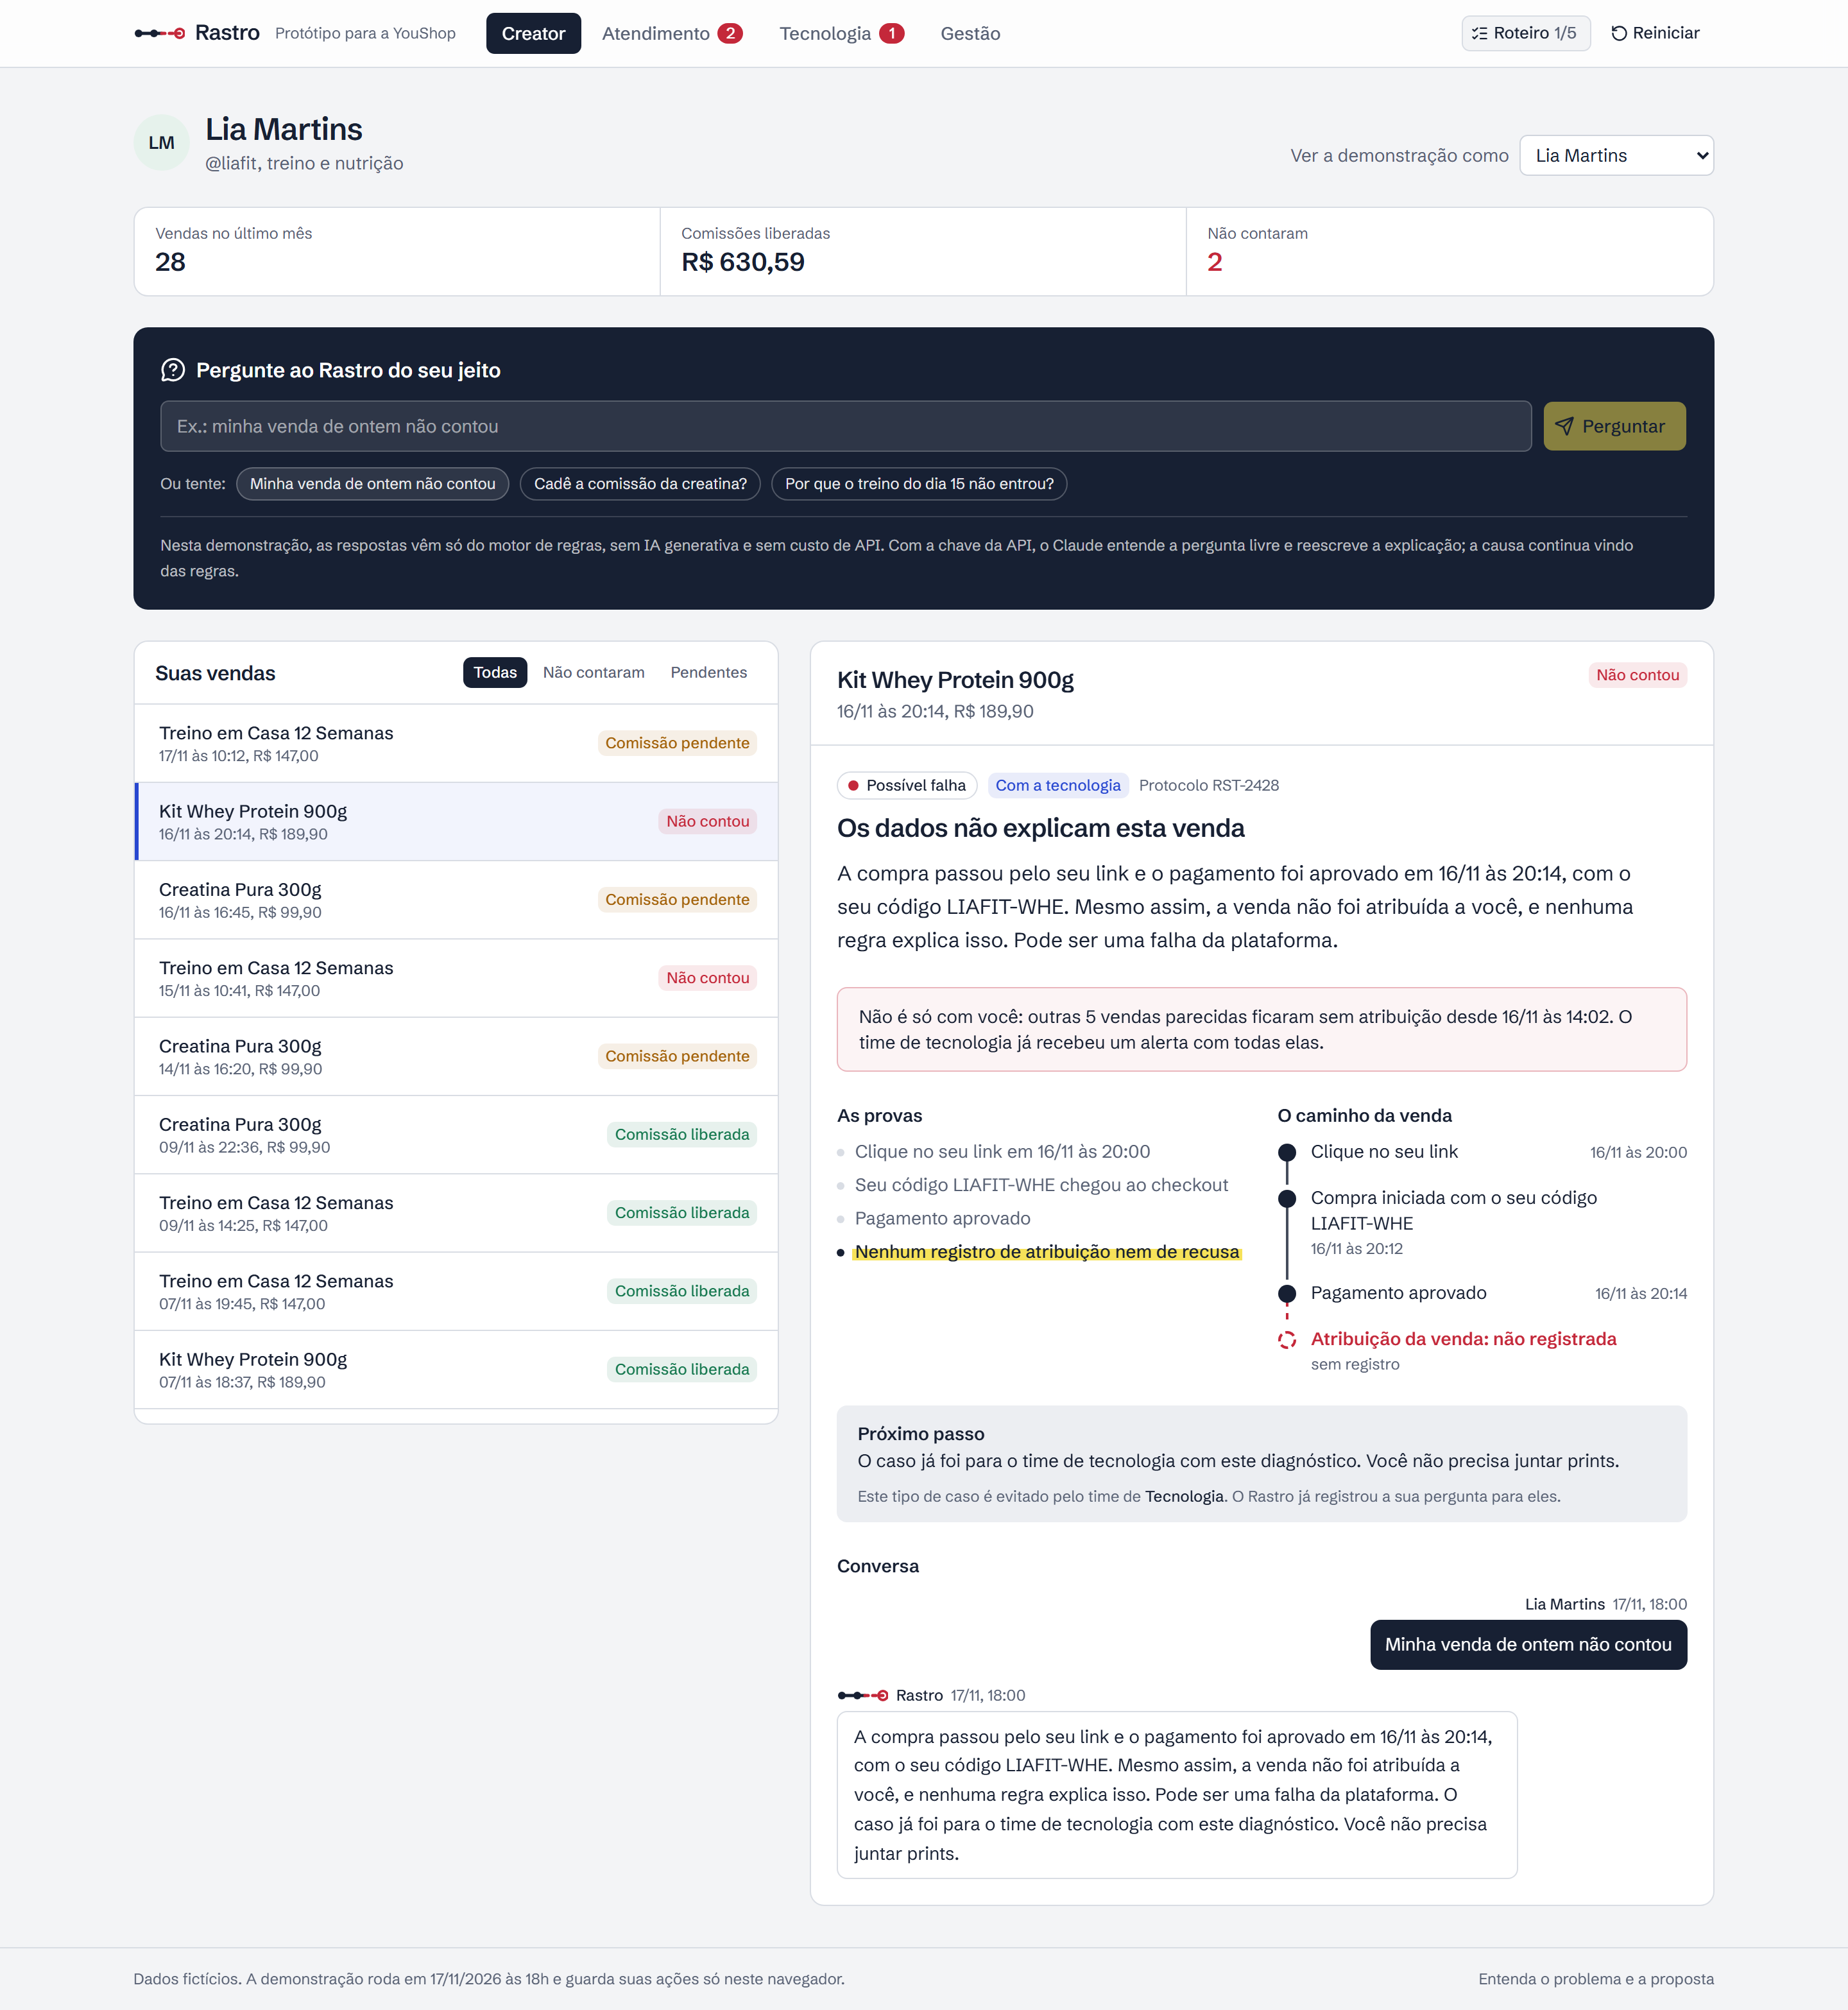 Rastro
Protótipo para a YouShop
Creator
Atendimento 2
Tecnologia 1
Gestão
Roteiro 1/5
Reiniciar
LM
Lia Martins
@liafit, treino e nutrição
Ver a demonstração como
Lia Martins
Vendas no último mês
28
Comissões liberadas
R$ 630,59
Não contaram
2
Pergunte ao Rastro do seu jeito
Ex.: minha venda de ontem não contou
Perguntar
Ou tente:
Minha venda de ontem não contou
Cadê a comissão da creatina?
Por que o treino do dia 15 não entrou?
Nesta demonstração, as respostas vêm só do motor de regras, sem IA generativa e sem custo de API. Com a chave da API, o Claude entende a pergunta livre e reescreve a explicação; a causa continua vindo
das regras.
Suas vendas
Todas
Não contaram
Pendentes
Treino em Casa 12 Semanas
17/11 às 10:12, R$ 147,00
Comissão pendente
Kit Whey Protein 900g
16/11 às 20:14, R$ 189,90
Não contou
Creatina Pura 300g
16/11 às 16:45, R$ 99,90
Comissão pendente
Treino em Casa 12 Semanas
15/11 às 10:41, R$ 147,00
Não contou
Creatina Pura 300g
14/11 às 16:20, R$ 99,90
Comissão pendente
Creatina Pura 300g
09/11 às 22:36, R$ 99,90
Comissão liberada
Treino em Casa 12 Semanas
09/11 às 14:25, R$ 147,00
Comissão liberada
Treino em Casa 12 Semanas
07/11 às 19:45, R$ 147,00
Comissão liberada
Kit Whey Protein 900g
07/11 às 18:37, R$ 189,90
Comissão liberada
Kit Whey Protein 900g
16/11 às 20:14, R$ 189,90
Não contou
Possível falha
Com a tecnologia
Protocolo RST-2428
Os dados não explicam esta venda
A compra passou pelo seu link e o pagamento foi aprovado em 16/11 às 20:14, com o
seu código LIAFIT-WHE. Mesmo assim, a venda não foi atribuída a você, e nenhuma
regra explica isso. Pode ser uma falha da plataforma.
Não é só com você: outras 5 vendas parecidas ficaram sem atribuição desde 16/11 às 14:02. O
time de tecnologia já recebeu um alerta com todas elas.
As provas
Clique no seu link em 16/11 às 20:00
Seu código LIAFIT-WHE chegou ao checkout
Pagamento aprovado
Nenhum registro de atribuição nem de recusa
O caminho da venda
Clique no seu link
16/11 às 20:00
Compra iniciada com o seu código
LIAFIT-WHE
16/11 às 20:12
Pagamento aprovado
16/11 às 20:14
Atribuição da venda: não registrada
sem registro
Próximo passo
O caso já foi para o time de tecnologia com este diagnóstico. Você não precisa juntar prints.
Este tipo de caso é evitado pelo time de Tecnologia. O Rastro já registrou a sua pergunta para eles.
Conversa
Lia Martins 17/11, 18:00
Minha venda de ontem não contou
Rastro 17/11, 18:00
A compra passou pelo seu link e o pagamento foi aprovado em 16/11 às 20:14,
com o seu código LIAFIT-WHE. Mesmo assim, a venda não foi atribuída a
você, e nenhuma regra explica isso. Pode ser uma falha da plataforma. O
caso já foi para o time de tecnologia com este diagnóstico. Você não precisa
juntar prints.
Dados fictícios. A demonstração roda em 17/11/2026 às 18h e guarda suas ações só neste navegador.
Entenda o problema e a proposta